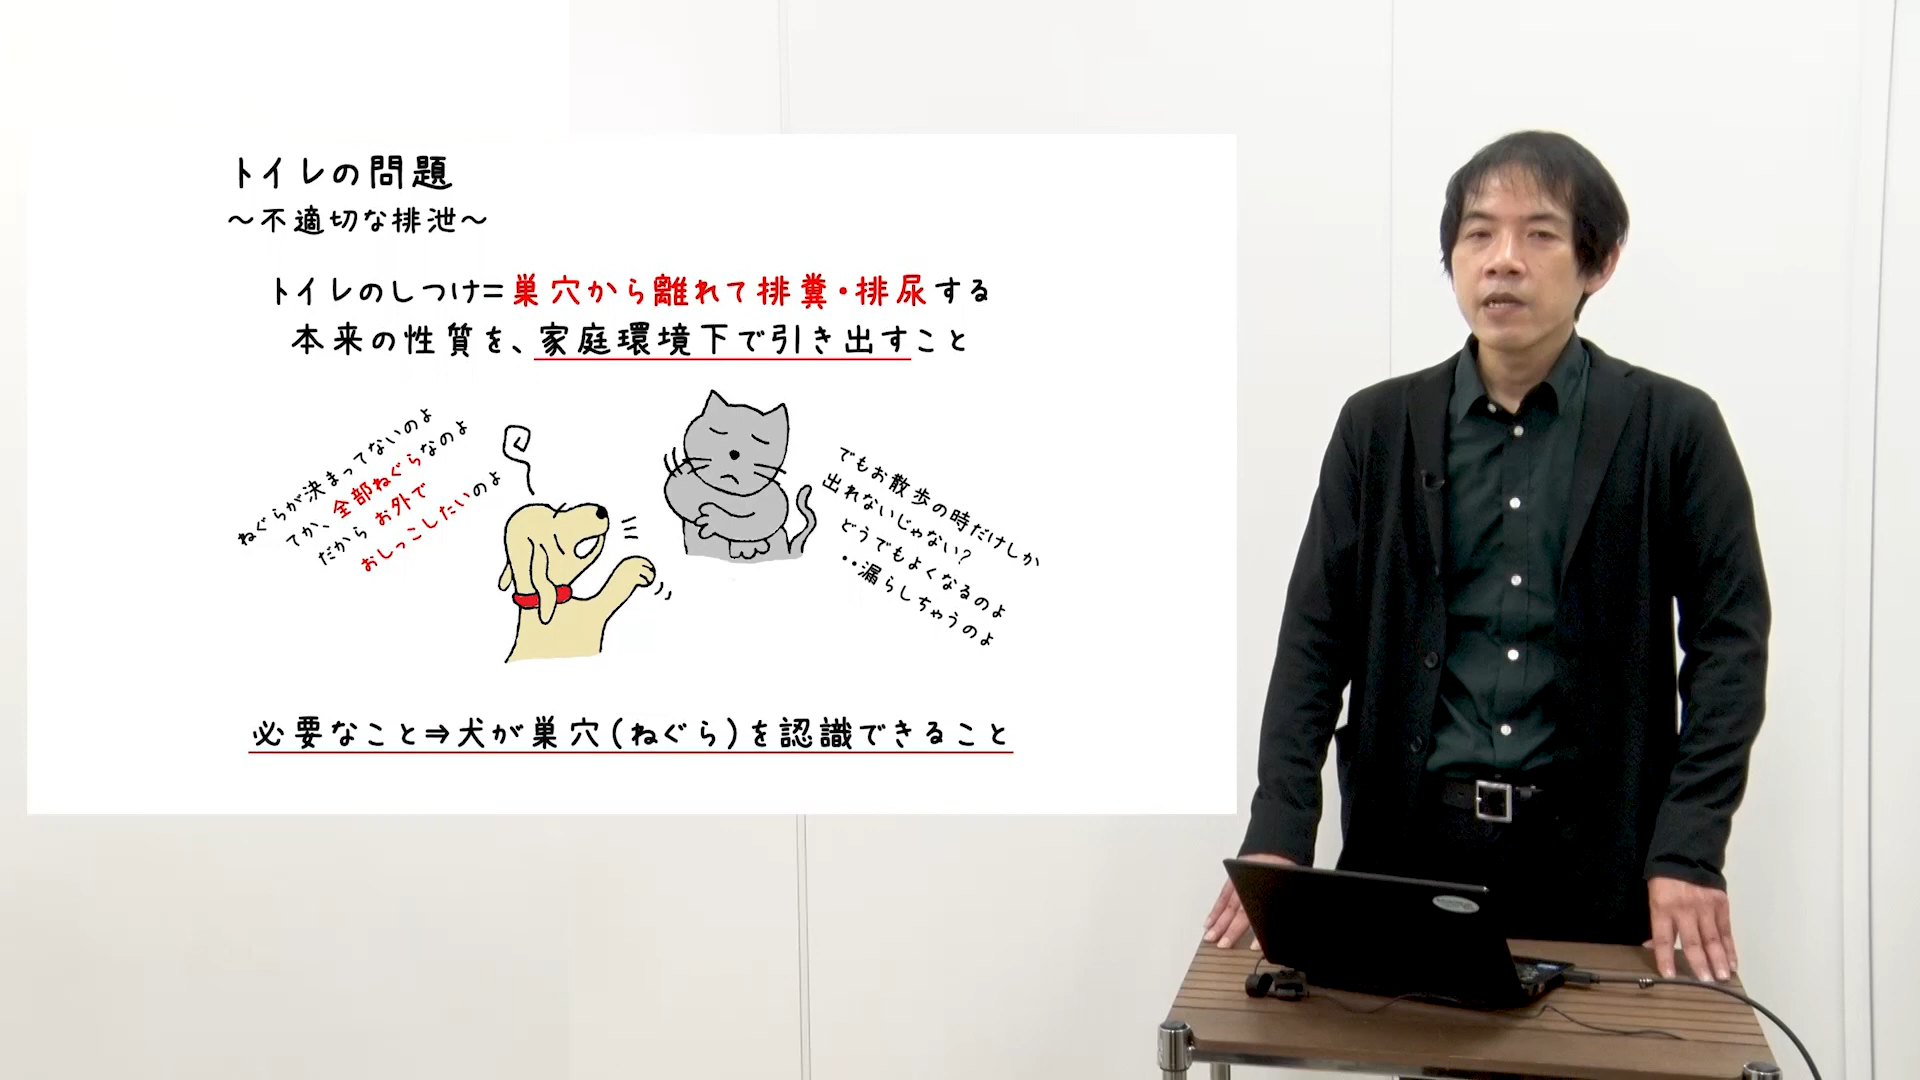 トイレの問題
～不適切な排泄～
トイレのしつけ=巣穴から離れて排糞・排尿する
本来の性質を、家庭環境下で引き出すこと
ねぐらが決まってないのよ
てか、全部ねぐらなのよ
だから お外で
おしっこしたいのよ
でもお散歩の時だけしか
出れないじゃない?
どうでもよくなるのよ
・・漏らしちゃうのよ
必要なこと⇒犬が巣穴(ねぐら)を認識できること